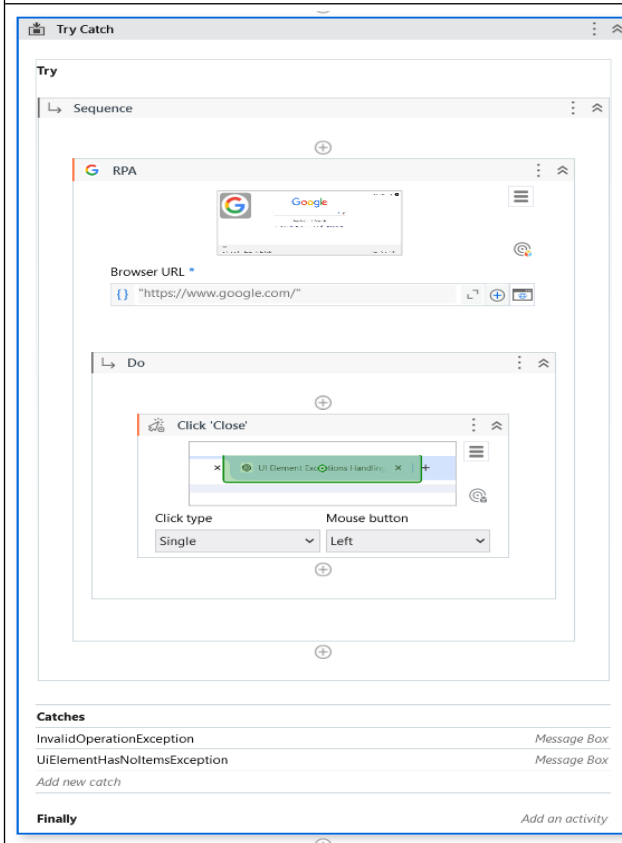 Try Catch
Try
Sequence
RPA
Google
Browser URL *
"https://www.google.com/"
Do
Click 'Close'
UI Element Exceptions Handling
Click type
Mouse button
Single
Left
Catches
InvalidOperationException
Message Box
UiElementHasNoItemsException
Message Box
Add new catch
Finally
Add an activity